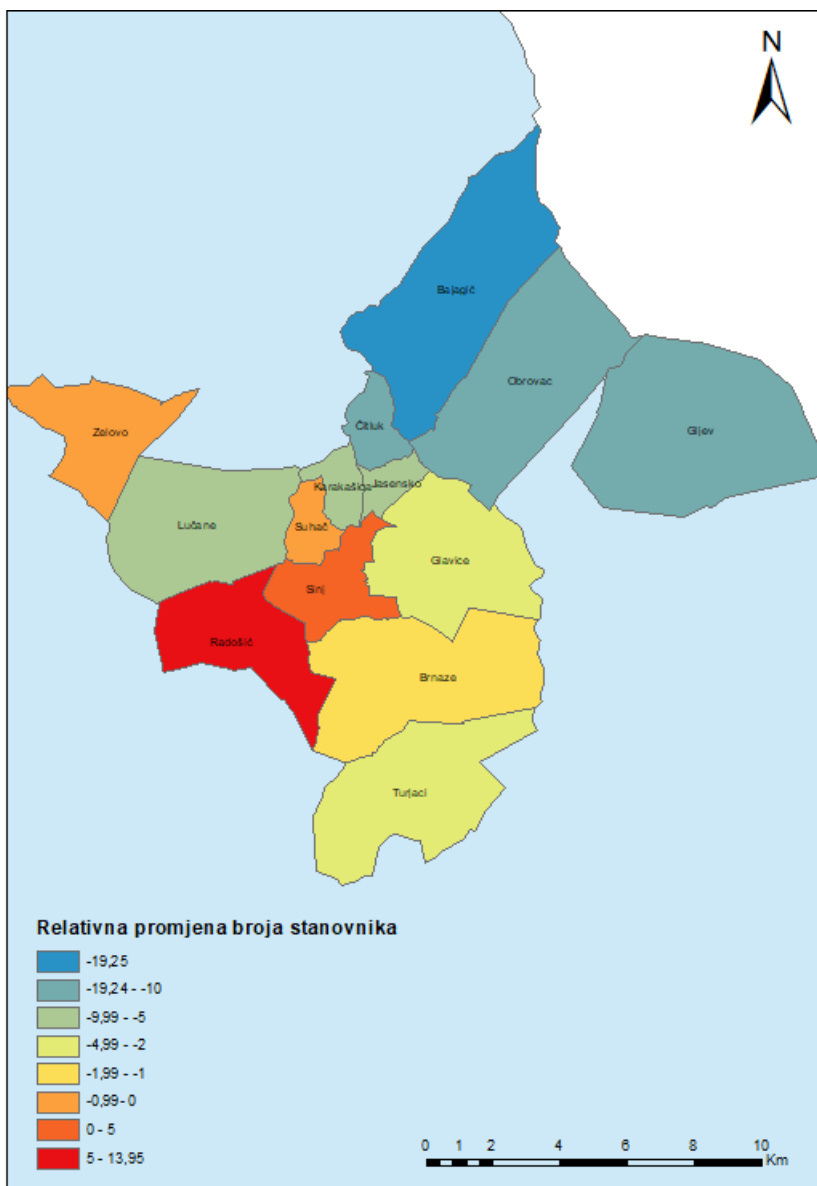 N
Bajagić
Obrovac
Gljev
Čitluk
Zelovo
Karakašica
Jasensko
Lučane
Suhač
Glavice
Sinj
Radošić
Brnaze
Turjaci
Relativna promjena broja stanovnika
-19,25
-19,24 - -10
-9,99 - -5
-4,99 - -2
-1,99 - -1
-0,99- 0
0 - 5
5 - 13,95
0 1 2 4 6 8 10
Km